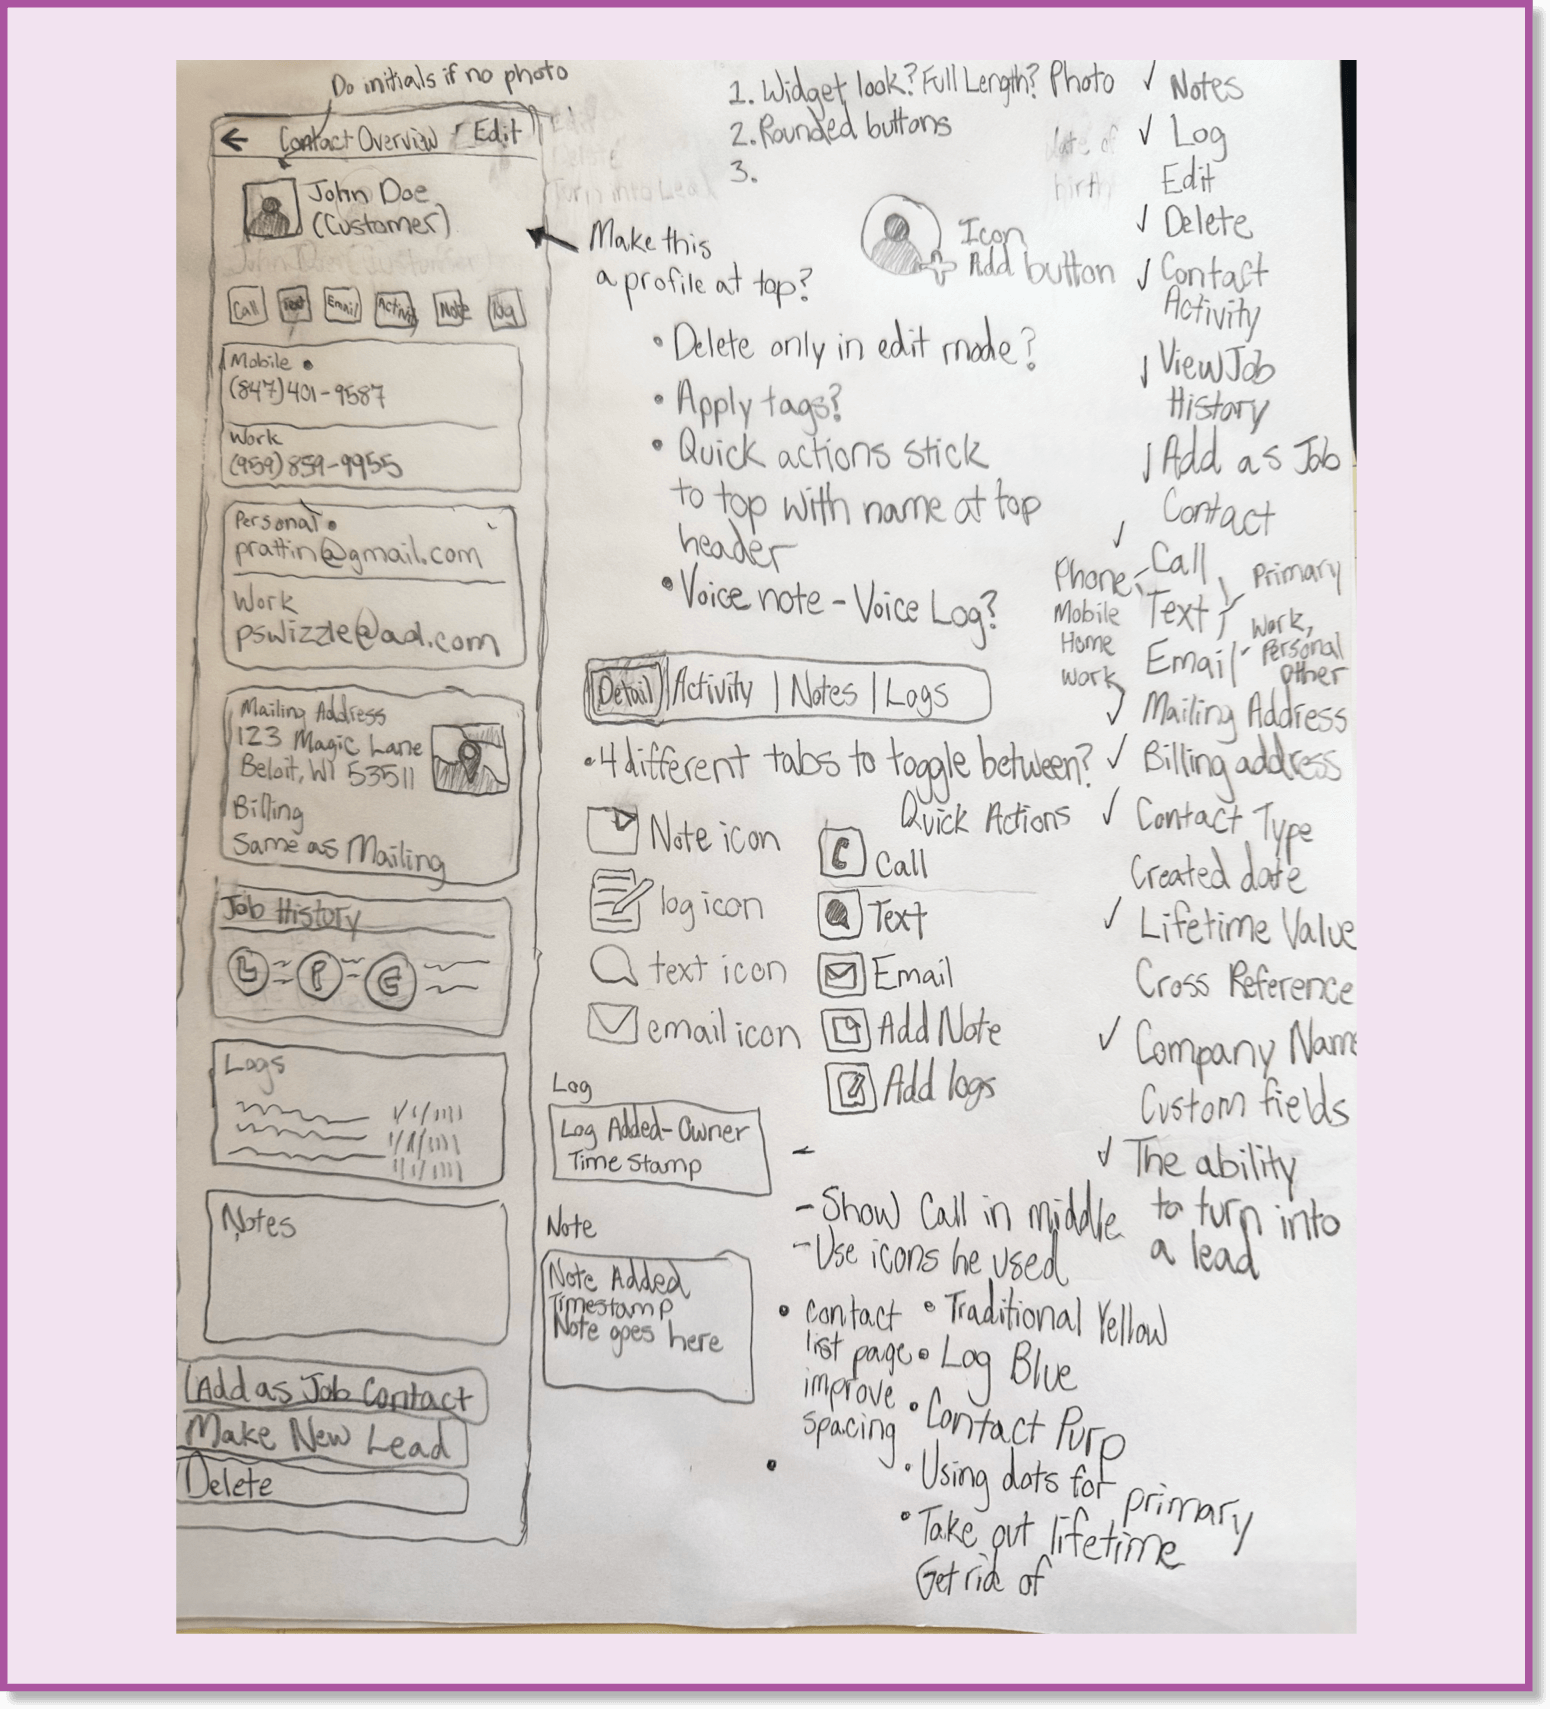 Do initials if no photo
← Contact Overview Edit
John Doe
(Customer)
Call Text Email Activity Note Log
Mobile •
(847)401-9587
Work
(959)859-9955
Personal •
prattin@gmail.com
Work
pswizzle@aol.com
Mailing Address
123 Magic Lane
Beloit, WI 53511
Billing
Same as Mailing
Job History
L P C
Logs
Notes
Add as Job Contact
Make New Lead
Delete
1. Widget look? Full Length? Photo
2. Rounded buttons
3.
Make this
a profile at top?
Icon
Add button
• Delete only in edit mode?
• Apply tags?
• Quick actions stick
to top with name at top
header
• Voice note - Voice Log?
Detail | Activity | Notes | Logs
• 4 different tabs to toggle between?
Note icon
log icon
text icon
email icon
Quick Actions
Call
Text
Email
Add Note
Add logs
Log
Log Added - Owner
Time Stamp
Note
Note Added
Timestamp
Note goes here
-
- Show Call in middle
- Use icons he used
• contact
list page
improve
spacing
•
• Traditional Yellow
• Log Blue
• Contact Purp
• Using dots for primary
• Take out lifetime
Get rid of
date of
birth
✓ Notes
✓ Log
Edit
✓ Delete
✓ Contact
Activity
✓ View Job
History
✓ Add as Job
Contact
✓
Phone - Call
Mobile
Home
Work
Text
Primary
Email - Work,
Personal
Other
✓ Mailing Address
✓ Billing address
✓ Contact Type
Created date
✓ Lifetime Value
Cross Reference
✓ Company Name
Custom fields
✓ The ability
to turn into
a lead
Delete
Turn into Lead